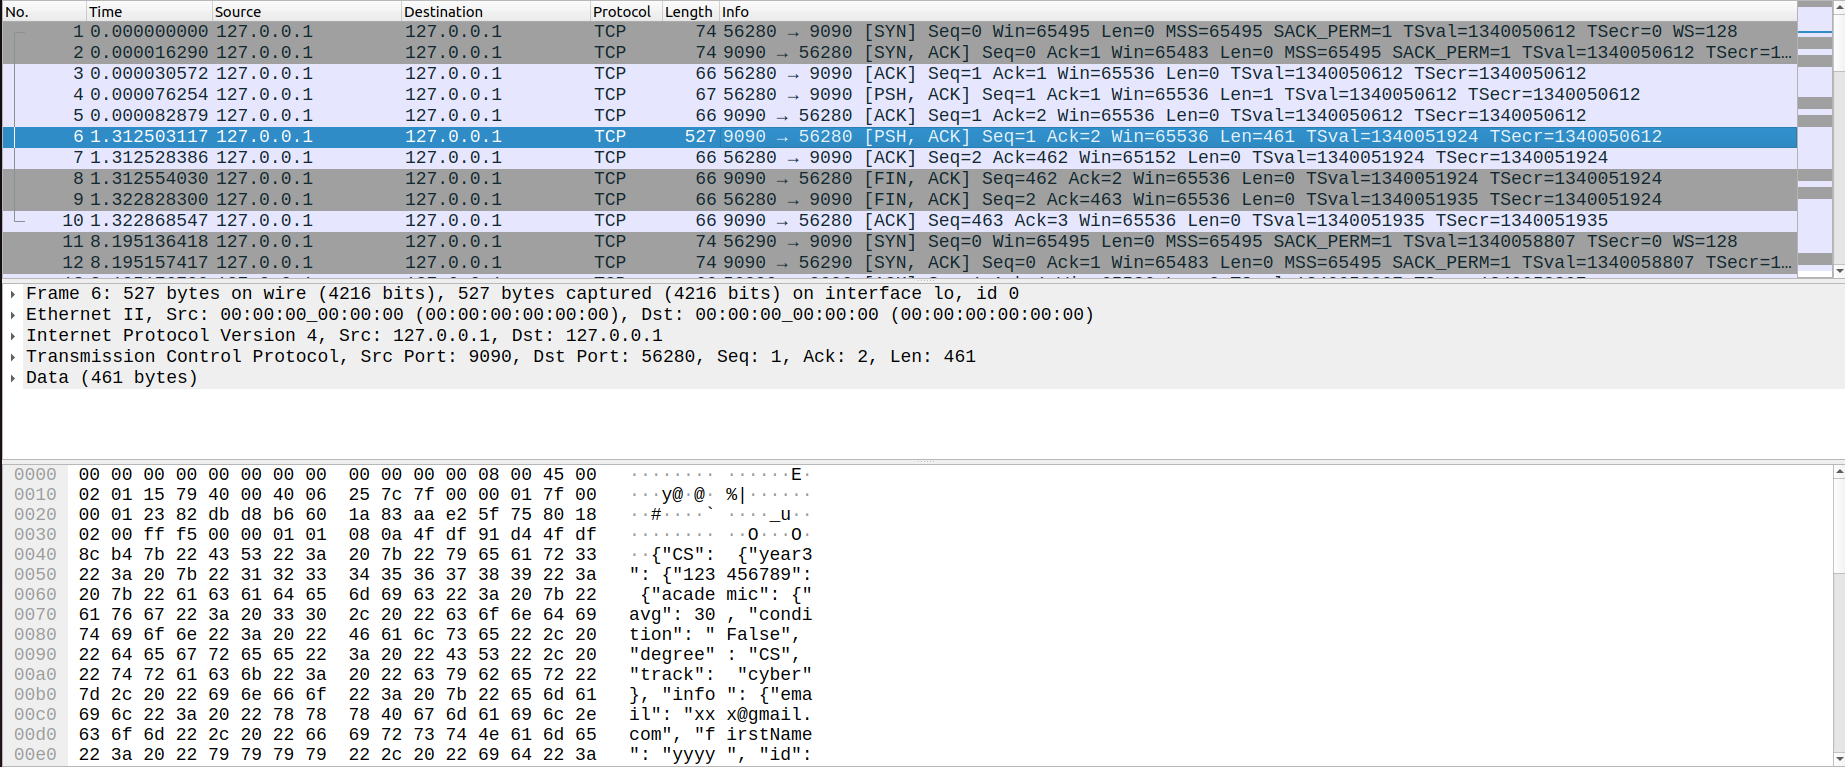 No. Time Source Destination Protocol Length Info
1 0.000000000 127.0.0.1 127.0.0.1 TCP 74 56280 → 9090 [SYN] Seq=0 Win=65495 Len=0 MSS=65495 SACK_PERM=1 TSval=1340050612 TSecr=0 WS=128
2 0.000016290 127.0.0.1 127.0.0.1 TCP 74 9090 → 56280 [SYN, ACK] Seq=0 Ack=1 Win=65483 Len=0 MSS=65495 SACK_PERM=1 TSval=1340050612 TSecr=1…
3 0.000030572 127.0.0.1 127.0.0.1 TCP 66 56280 → 9090 [ACK] Seq=1 Ack=1 Win=65536 Len=0 TSval=1340050612 TSecr=1340050612
4 0.000076254 127.0.0.1 127.0.0.1 TCP 67 56280 → 9090 [PSH, ACK] Seq=1 Ack=1 Win=65536 Len=1 TSval=1340050612 TSecr=1340050612
5 0.000082879 127.0.0.1 127.0.0.1 TCP 66 9090 → 56280 [ACK] Seq=1 Ack=2 Win=65536 Len=0 TSval=1340050612 TSecr=1340050612
6 1.312503117 127.0.0.1 127.0.0.1 TCP 527 9090 → 56280 [PSH, ACK] Seq=1 Ack=2 Win=65536 Len=461 TSval=1340051924 TSecr=1340050612
7 1.312528386 127.0.0.1 127.0.0.1 TCP 66 56280 → 9090 [ACK] Seq=2 Ack=462 Win=65152 Len=0 TSval=1340051924 TSecr=1340051924
8 1.312554030 127.0.0.1 127.0.0.1 TCP 66 9090 → 56280 [FIN, ACK] Seq=462 Ack=2 Win=65536 Len=0 TSval=1340051924 TSecr=1340051924
9 1.322828300 127.0.0.1 127.0.0.1 TCP 66 56280 → 9090 [FIN, ACK] Seq=2 Ack=463 Win=65536 Len=0 TSval=1340051935 TSecr=1340051924
10 1.322868547 127.0.0.1 127.0.0.1 TCP 66 9090 → 56280 [ACK] Seq=463 Ack=3 Win=65536 Len=0 TSval=1340051935 TSecr=1340051935
11 8.195136418 127.0.0.1 127.0.0.1 TCP 74 56290 → 9090 [SYN] Seq=0 Win=65495 Len=0 MSS=65495 SACK_PERM=1 TSval=1340058807 TSecr=0 WS=128
12 8.195157417 127.0.0.1 127.0.0.1 TCP 74 9090 → 56290 [SYN, ACK] Seq=0 Ack=1 Win=65483 Len=0 MSS=65495 SACK_PERM=1 TSval=1340058807 TSecr=1…
Frame 6: 527 bytes on wire (4216 bits), 527 bytes captured (4216 bits) on interface lo, id 0
Ethernet II, Src: 00:00:00_00:00:00 (00:00:00:00:00:00), Dst: 00:00:00_00:00:00 (00:00:00:00:00:00)
Internet Protocol Version 4, Src: 127.0.0.1, Dst: 127.0.0.1
Transmission Control Protocol, Src Port: 9090, Dst Port: 56280, Seq: 1, Ack: 2, Len: 461
Data (461 bytes)
0000 00 00 00 00 00 00 00 00 00 00 00 00 08 00 45 00 ········ ······E·
0010 02 01 15 79 40 00 40 06 25 7c 7f 00 00 01 7f 00 ···y@·@· %|······
0020 00 01 23 82 db d8 b6 60 1a 83 aa e2 5f 75 80 18 ··#····` ····_u··
0030 02 00 ff f5 00 00 01 01 08 0a 4f df 91 d4 4f df ········ ··O···O·
0040 8c b4 7b 22 43 53 22 3a 20 7b 22 79 65 61 72 33 ··{"CS": {"year3
0050 22 3a 20 7b 22 31 32 33 34 35 36 37 38 39 22 3a ": {"123 456789":
0060 20 7b 22 61 63 61 64 65 6d 69 63 22 3a 20 7b 22 {"acade mic": {"
0070 61 76 67 22 3a 20 33 30 2c 20 22 63 6f 6e 64 69 avg": 30 , "condi
0080 74 69 6f 6e 22 3a 20 22 46 61 6c 73 65 22 2c 20 tion": " False",
0090 22 64 65 67 72 65 65 22 3a 20 22 43 53 22 2c 20 "degree" : "CS",
00a0 22 74 72 61 63 6b 22 3a 20 22 63 79 62 65 72 22 "track": "cyber"
00b0 7d 2c 20 22 69 6e 66 6f 22 3a 20 7b 22 65 6d 61 }, "info ": {"ema
00c0 69 6c 22 3a 20 22 78 78 78 40 67 6d 61 69 6c 2e il": "xx x@gmail.
00d0 63 6f 6d 22 2c 20 22 66 69 72 73 74 4e 61 6d 65 com", "f irstName
00e0 22 3a 20 22 79 79 79 79 22 2c 20 22 69 64 22 3a ": "yyyy ", "id":